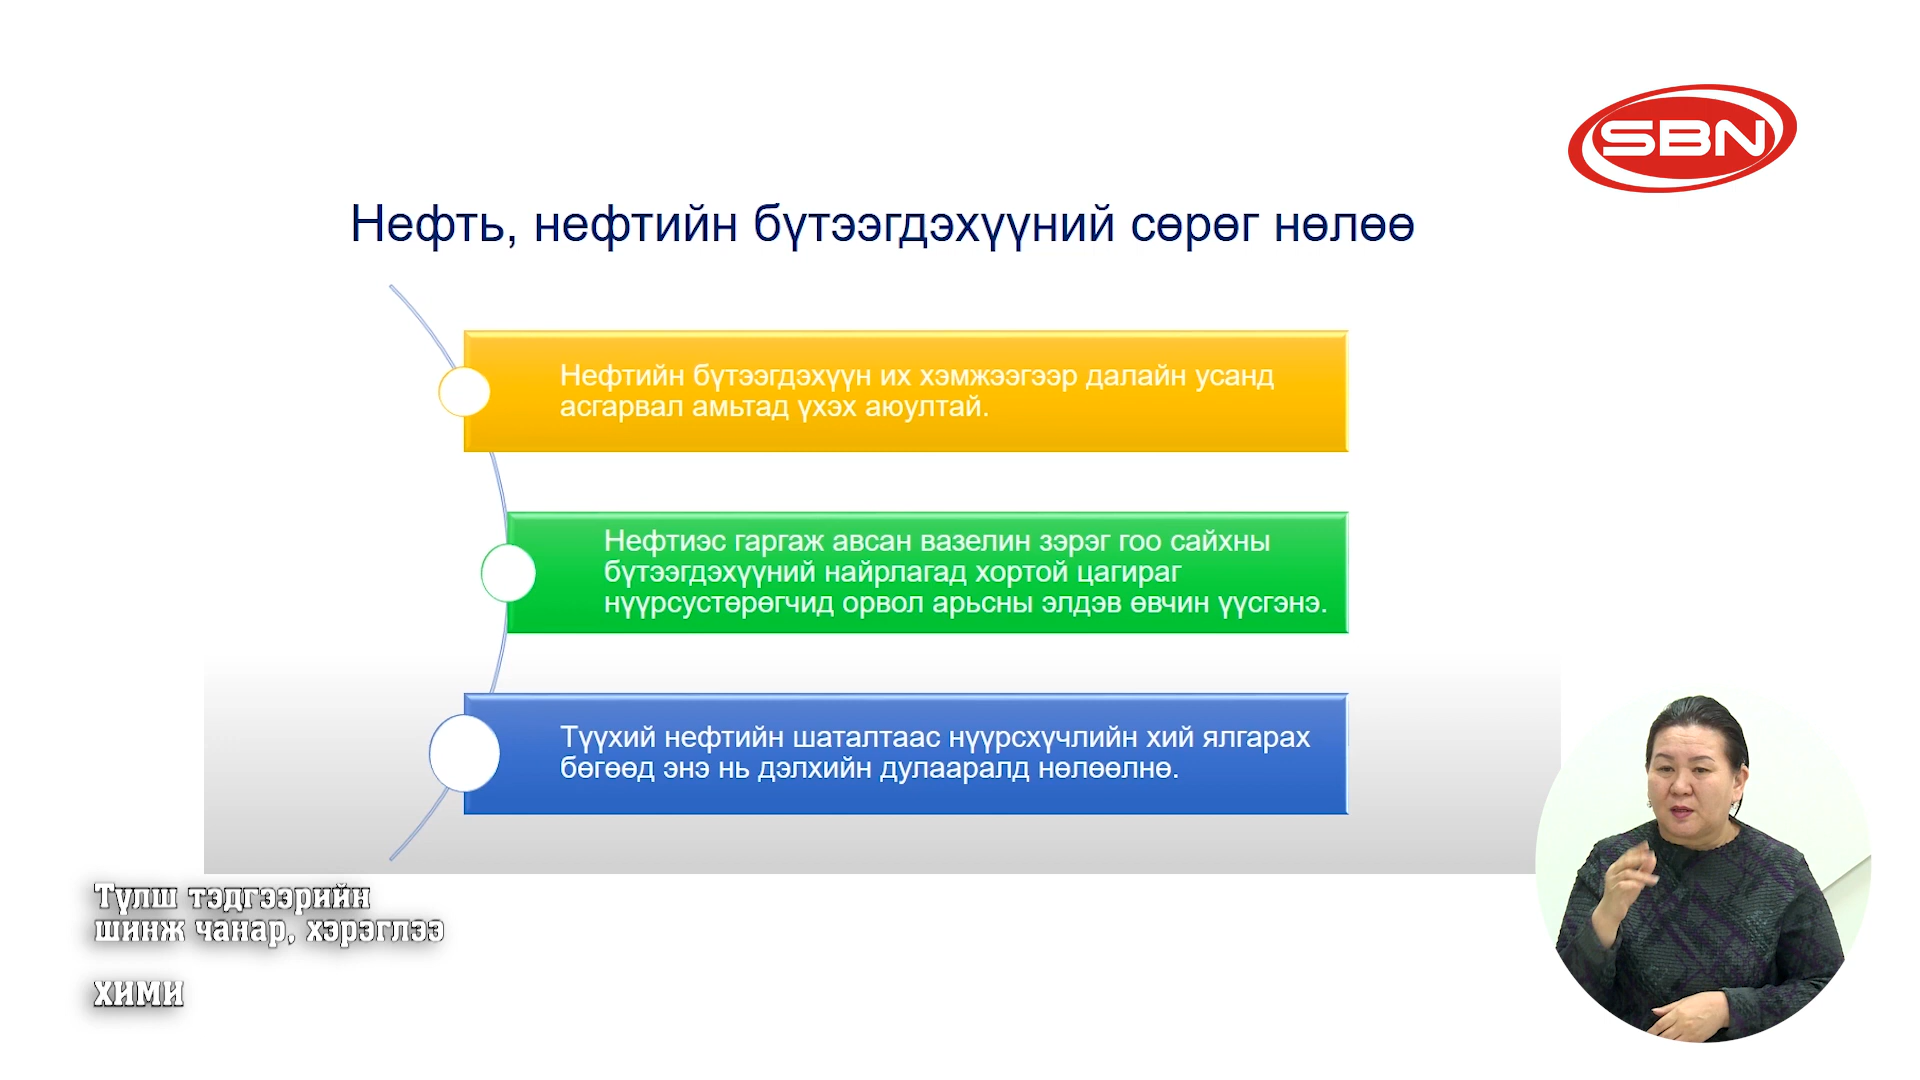 SBN
Нефть, нефтийн бүтээгдэхүүний сөрөг нөлөө
Нефтийн бүтээгдэхүүн их хэмжээгээр далайн усанд
асгарвал амьтад үхэх аюултай.
Нефтиэс гаргаж авсан вазелин зэрэг гоо сайхны
бүтээгдэхүүний найрлагад хортой цагираг
нүүрсустөрөгчид орвол арьсны элдэв өвчин үүсгэнэ.
Түүхий нефтийн шаталтаас нүүрсхүчлийн хий ялгарах
бөгөөд энэ нь дэлхийн дулааралд нөлөөлнө.
Түлш тэдгээрийн
шинж чанар, хэрэглээ
ХИМИ